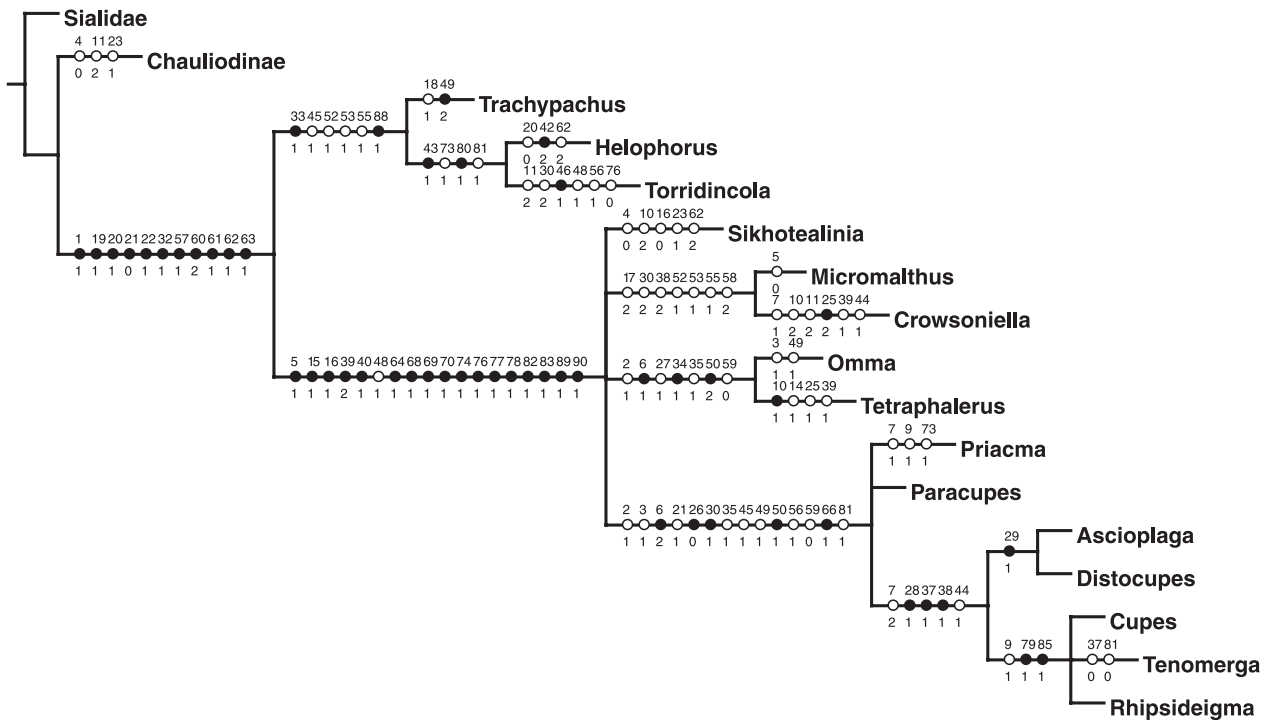 Sialidae
4 11 23
Chauliodinae
0 2 1
18 49
Trachypachus
1 2
33 45 52 53 55 88
1 1 1 1 1 1
20 42 62
Helophorus
0 2 2
43 73 80 81
1 1 1 1
11 30 46 48 56 76
Torridincola
2 2 1 1 1 0
4 10 16 23 62
Sikhotealinia
0 2 0 1 2
1 19 20 21 22 32 57 60 61 62 63
1 1 1 0 1 1 1 2 1 1 1
5
Micromalthus
0
17 30 38 52 53 55 58
2 2 2 1 1 1 2
7 10 11 25 39 44
Crowsoniella
1 2 2 2 1 1
3 49
Omma
1 1
5 15 16 39 40 48 64 68 69 70 74 76 77 78 82 83 89 90
1 1 1 2 1 1 1 1 1 1 1 1 1 1 1 1 1 1
2 6 27 34 35 50 59
1 1 1 1 1 2 0
10 14 25 39
Tetraphalerus
1 1 1 1
7 9 73
Priacma
1 1 1
Paracupes
2 3 6 21 26 30 35 45 49 50 56 59 66 81
1 1 2 1 0 1 1 1 1 1 1 0 1 1
29
Ascioplaga
1
Distocupes
7 28 37 38 44
2 1 1 1 1
Cupes
9 79 85
1 1 1
37 81
Tenomerga
0 0
Rhipsideigma